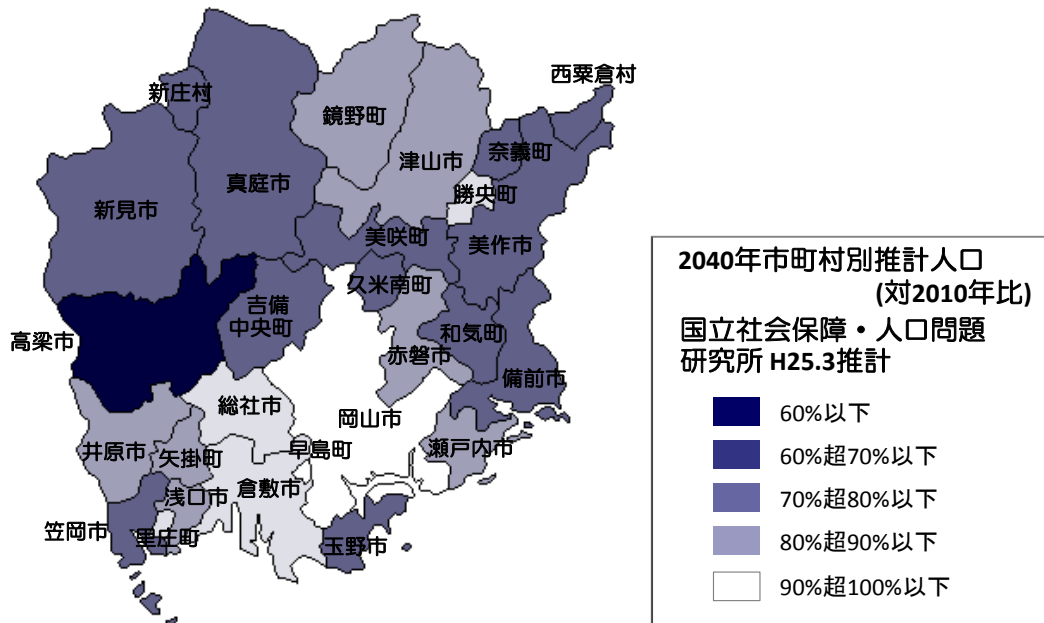 西粟倉村
新庄村
鏡野町
奈義町
津山市
真庭市
勝央町
新見市
美咲町
美作市
久米南町
吉備
中央町
高梁市
和気町
赤磐市
備前市
総社市
岡山市
井原市
矢掛町
早島町
瀬戸内市
浅口市
倉敷市
笠岡市
里庄町
玉野市
2040年市町村別推計人口
(対2010年比)
国立社会保障・人口問題
研究所 H25.3推計
60%以下
60%超70%以下
70%超80%以下
80%超90%以下
90%超100%以下